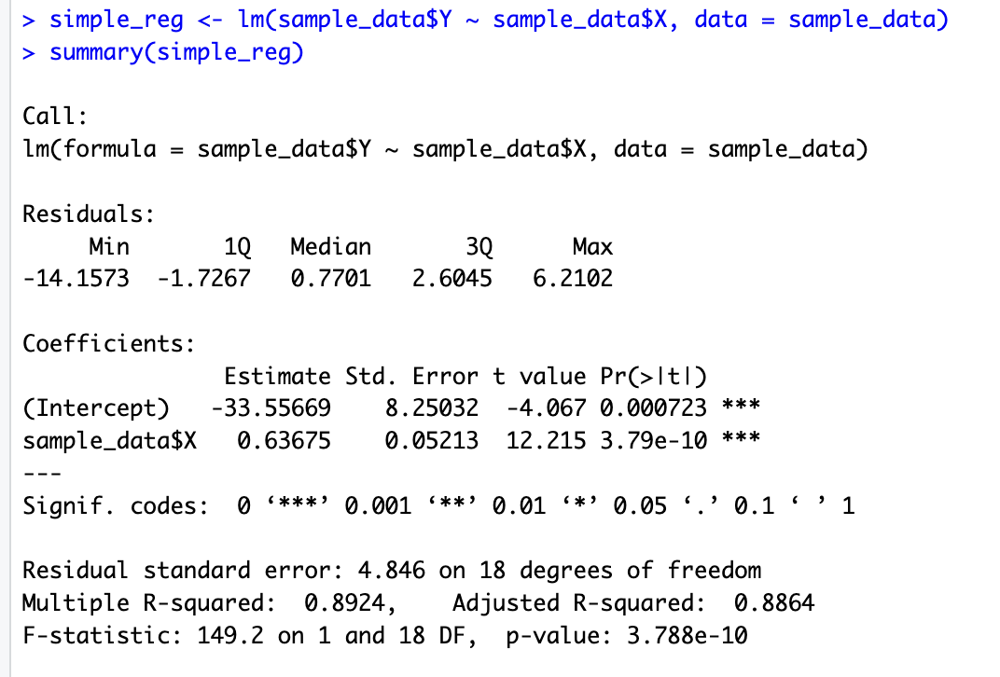 > simple_reg <- lm(sample_data$Y ~ sample_data$X, data = sample_data)
> summary(simple_reg)
Call:
lm(formula = sample_data$Y ~ sample_data$X, data = sample_data)
Residuals:
     Min       1Q   Median       3Q      Max
-14.1573  -1.7267   0.7701   2.6045   6.2102
Coefficients:
               Estimate Std. Error t value Pr(>|t|)
(Intercept)   -33.55669    8.25032  -4.067 0.000723 ***
sample_data$X   0.63675    0.05213  12.215 3.79e-10 ***
---
Signif. codes:  0 ‘***’ 0.001 ‘**’ 0.01 ‘*’ 0.05 ‘.’ 0.1 ‘ ’ 1
Residual standard error: 4.846 on 18 degrees of freedom
Multiple R-squared:  0.8924,    Adjusted R-squared:  0.8864
F-statistic: 149.2 on 1 and 18 DF,  p-value: 3.788e-10